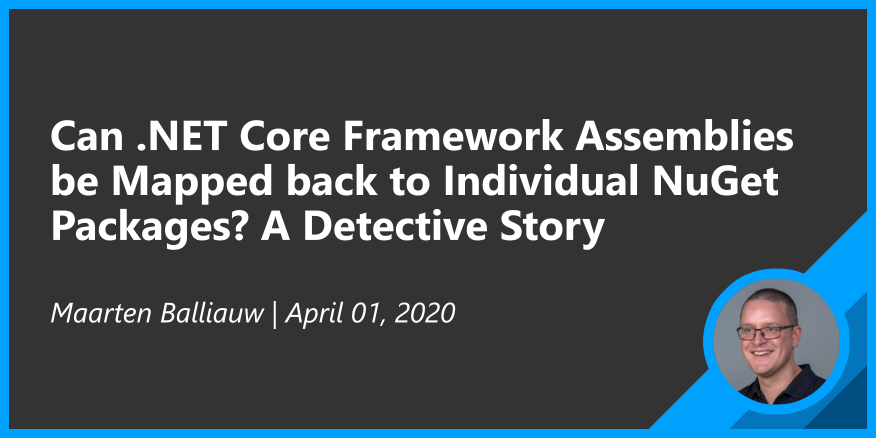 Can .NET Core Framework Assemblies
be Mapped back to Individual NuGet
Packages? A Detective Story
Maarten Balliauw | April 01, 2020